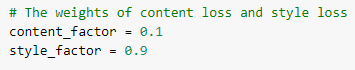 # The weights of content loss and style loss
content_factor = 0.1
style_factor = 0.9